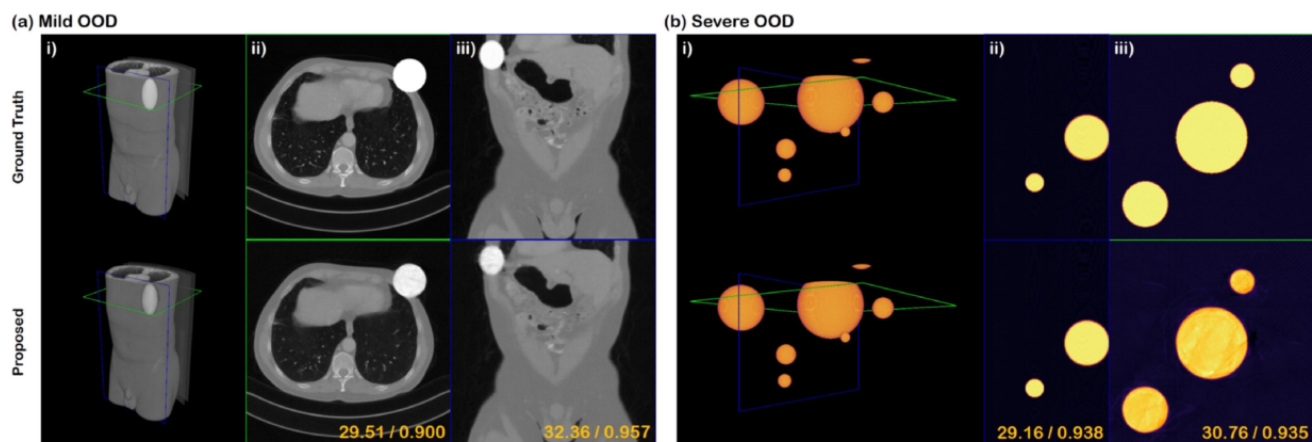 (a) Mild OOD
(b) Severe OOD
i)
ii)
iii)
i)
ii)
iii)
Ground Truth
Proposed
29.51 / 0.900
32.36 / 0.957
29.16 / 0.938
30.76 / 0.935